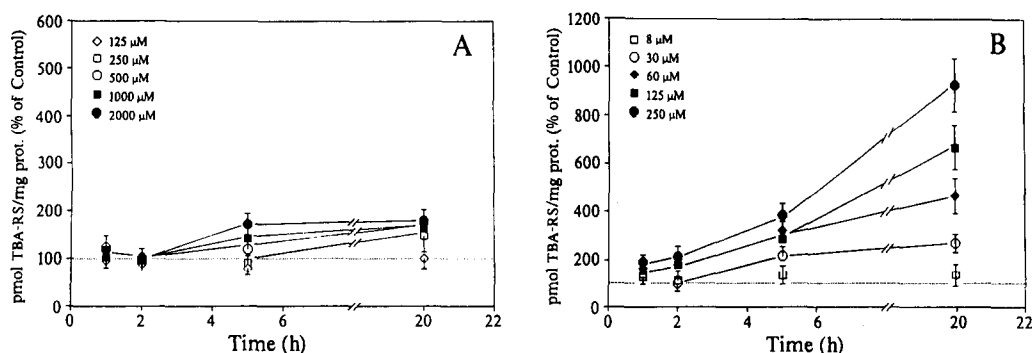 A
600
500
400
300
200
100
0
pmol TBA-RS/mg prot. (% of Control)
125 µM
250 µM
500 µM
1000 µM
2000 µM
0 2 4 6 20 22
Time (h)
B
1200
1000
800
600
400
200
0
pmol TBA-RS/mg prot. (% of Control)
8 µM
30 µM
60 µM
125 µM
250 µM
0 2 4 6 8 20 22
Time (h)